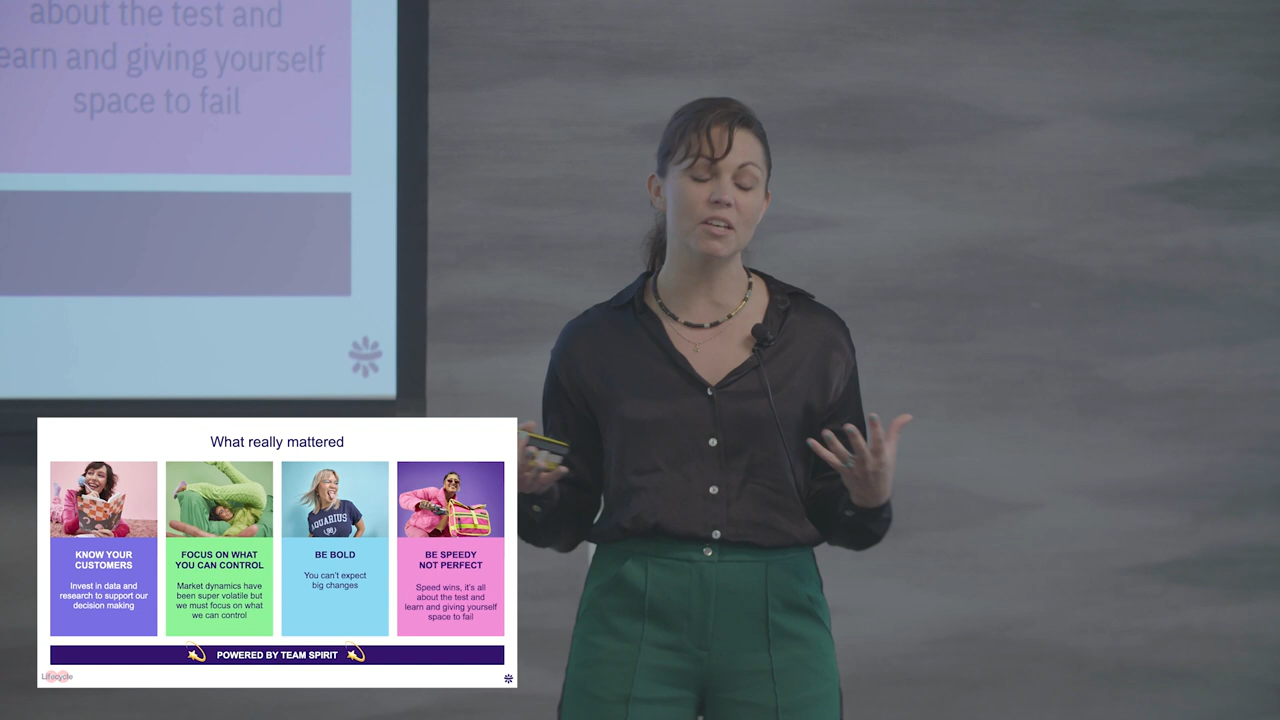 about the test and
learn and giving yourself
space to fail
What really mattered
AQUARIUS
KNOW YOUR
CUSTOMERS
Invest in data and
research to support our
decision making
FOCUS ON WHAT
YOU CAN CONTROL
Market dynamics have
been super volatile but
we must focus on what
we can control
BE BOLD
You can't expect
big changes
BE SPEEDY
NOT PERFECT
Speed wins, it's all
about the test and
learn and giving yourself
space to fail
POWERED BY TEAM SPIRIT
Lifecycle